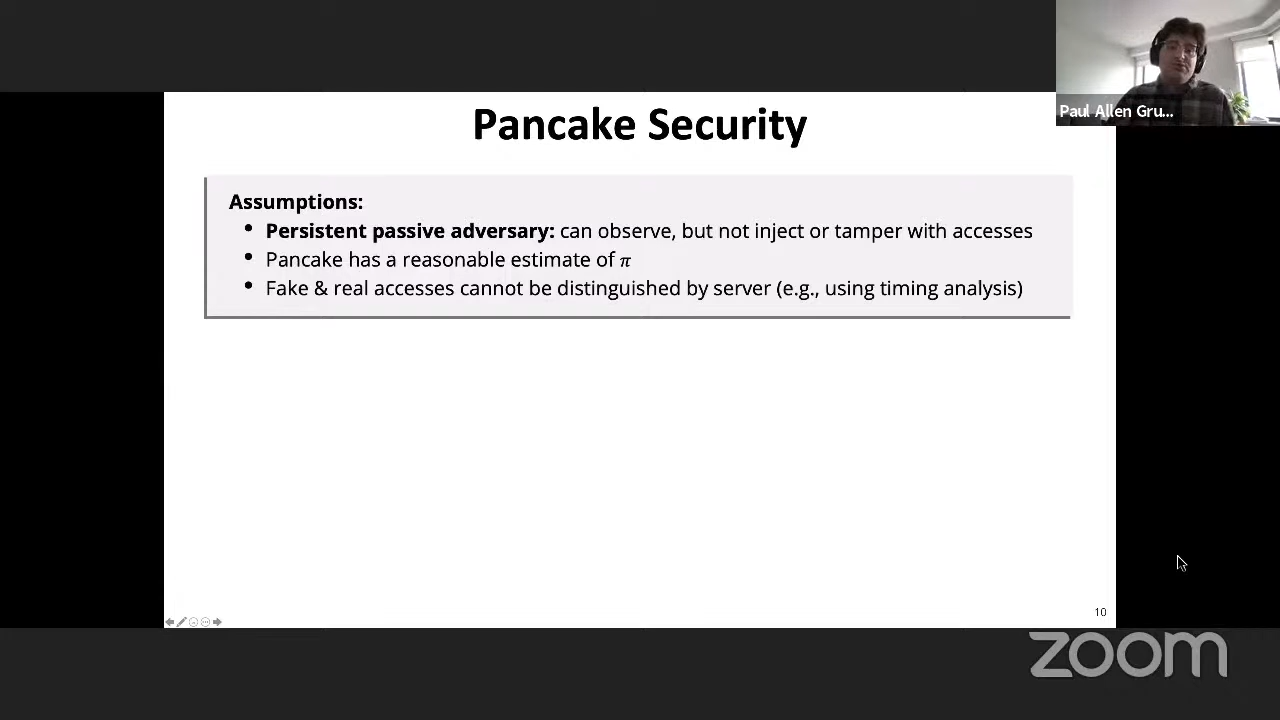 Paul Allen Gru...
Pancake Security
Assumptions:
• Persistent passive adversary: can observe, but not inject or tamper with accesses
• Pancake has a reasonable estimate of π
• Fake & real accesses cannot be distinguished by server (e.g., using timing analysis)
10
zoom